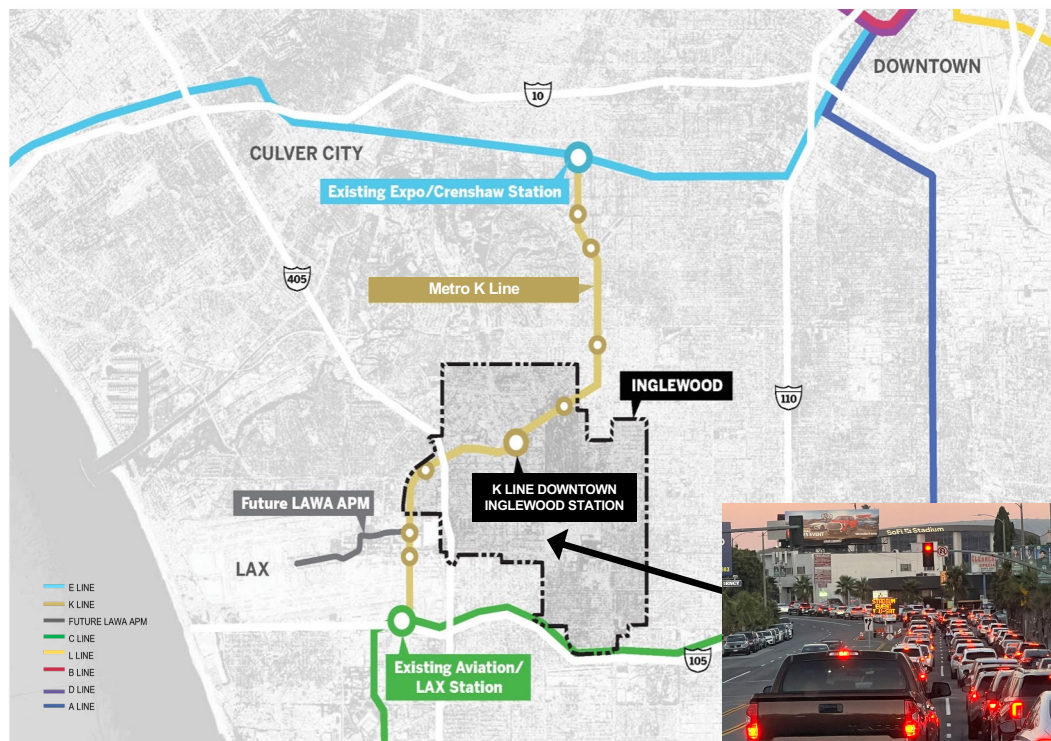 DOWNTOWN
10
CULVER CITY
Existing Expo/Crenshaw Station
405
Metro K Line
INGLEWOOD
110
K LINE DOWNTOWN
INGLEWOOD STATION
Future LAWA APM
LAX
E LINE
K LINE
FUTURE LAWA APM
C LINE
L LINE
B LINE
D LINE
A LINE
Existing Aviation/
LAX Station
105
SoFi Stadium
STADIUM
EVENT